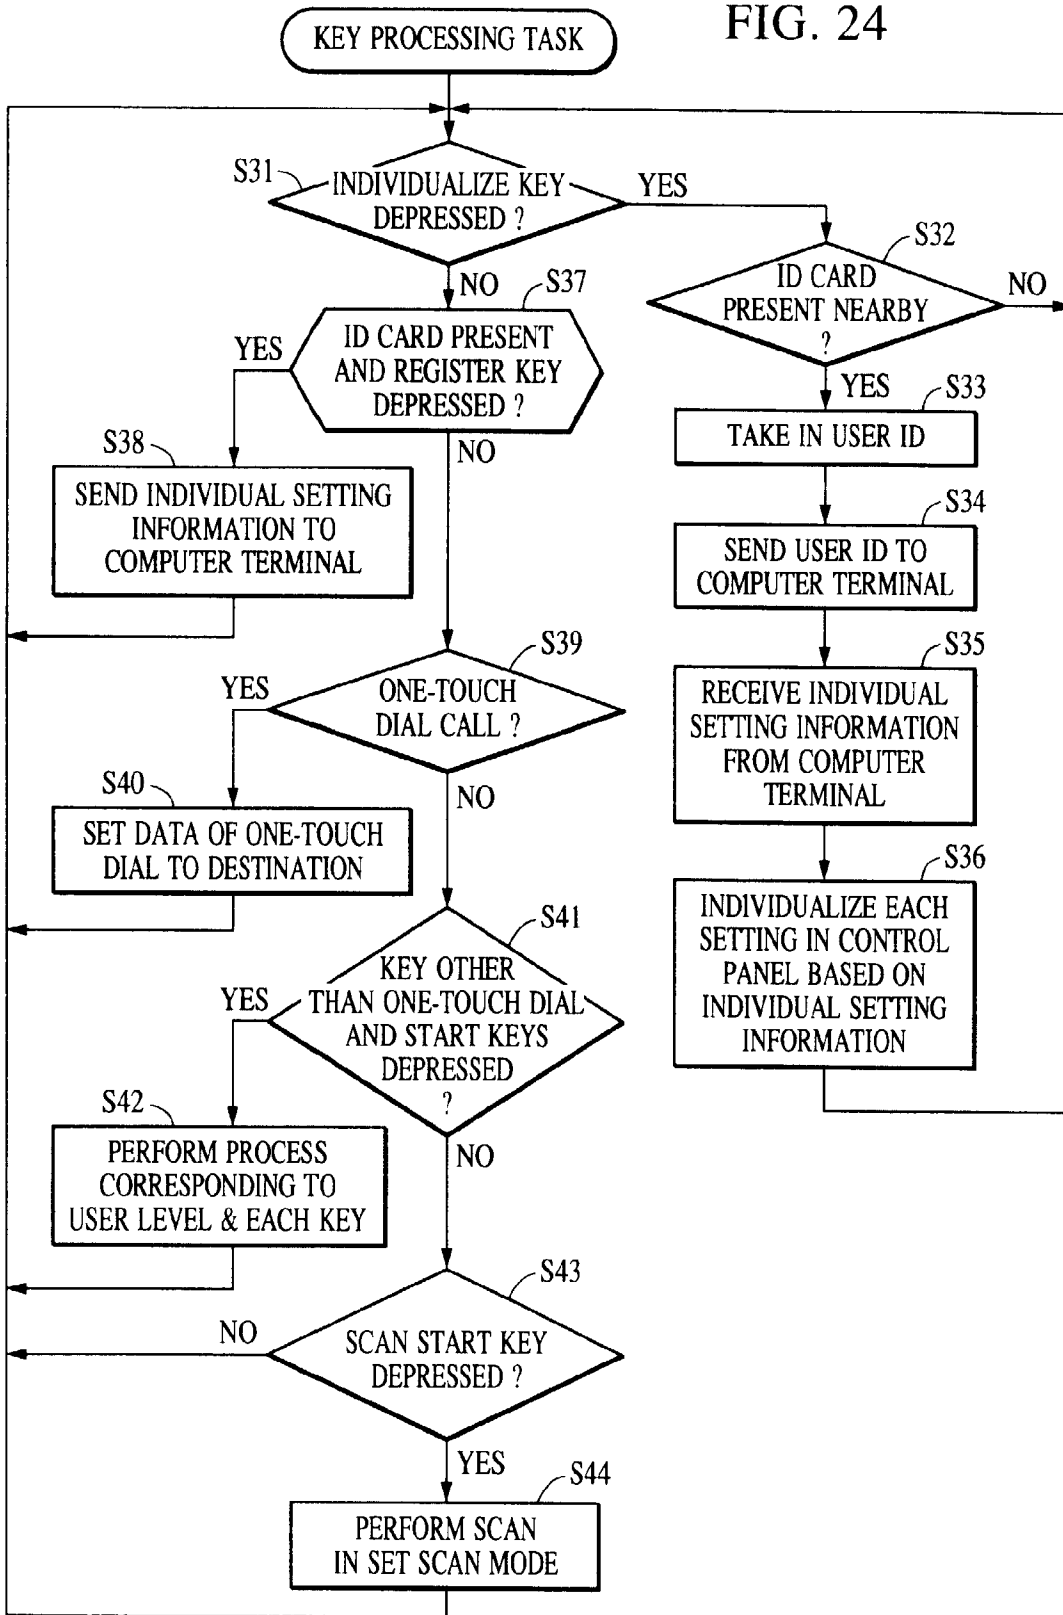 FIG. 24
KEY PROCESSING TASK
S31
INDIVIDUALIZE KEY
DEPRESSED ?
YES
NO
S32
ID CARD
PRESENT NEARBY
?
NO
YES
S33
TAKE IN USER ID
S34
SEND USER ID TO
COMPUTER TERMINAL
S35
RECEIVE INDIVIDUAL
SETTING INFORMATION
FROM COMPUTER
TERMINAL
S36
INDIVIDUALIZE EACH
SETTING IN CONTROL
PANEL BASED ON
INDIVIDUAL SETTING
INFORMATION
S37
ID CARD PRESENT
AND REGISTER KEY
DEPRESSED ?
YES
NO
S38
SEND INDIVIDUAL SETTING
INFORMATION TO
COMPUTER TERMINAL
S39
ONE-TOUCH
DIAL CALL ?
YES
NO
S40
SET DATA OF ONE-TOUCH
DIAL TO DESTINATION
S41
KEY OTHER
THAN ONE-TOUCH DIAL
AND START KEYS
DEPRESSED
?
YES
NO
S42
PERFORM PROCESS
CORRESPONDING TO
USER LEVEL & EACH KEY
S43
SCAN START KEY
DEPRESSED ?
NO
YES
S44
PERFORM SCAN
IN SET SCAN MODE